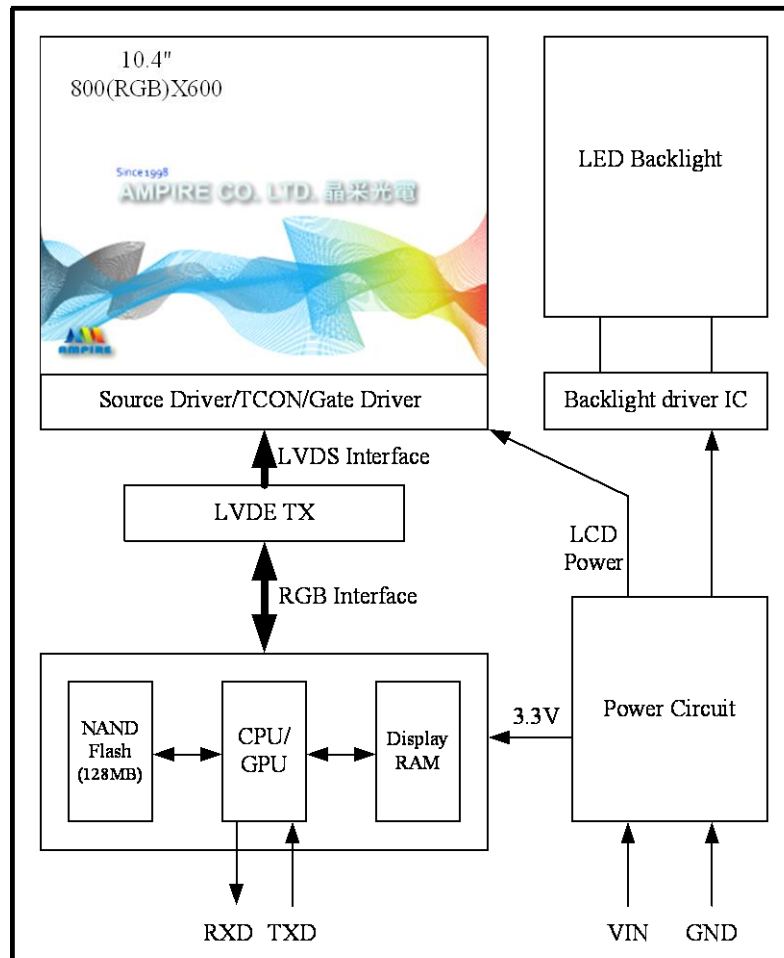 10.4"
800(RGB)X600
Since1998
AMPIRE CO. LTD. 晶采光電
AMPIRE
Source Driver/TCON/Gate Driver
LED Backlight
Backlight driver IC
LVDS Interface
LVDE TX
LCD
Power
RGB Interface
NAND
Flash
(128MB)
CPU/
GPU
Display
RAM
3.3V
Power Circuit
RXD
TXD
VIN
GND